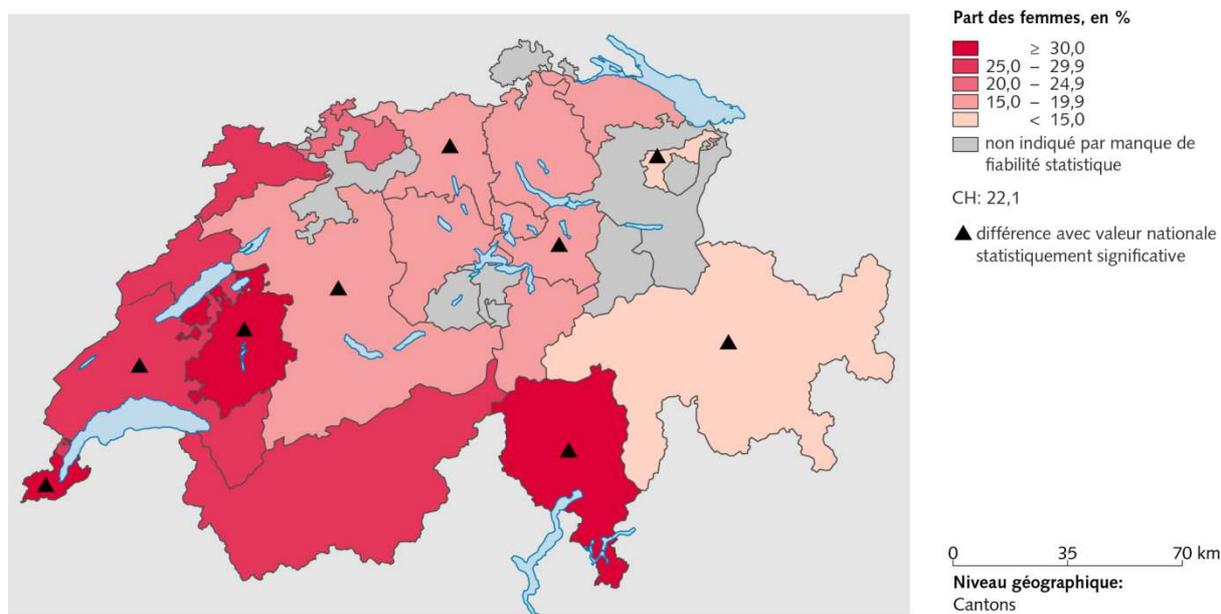 Part des femmes, en %
≥ 30,0
25,0 – 29,9
20,0 – 24,9
15,0 – 19,9
< 15,0
non indiqué par manque de
fiabilité statistique
CH: 22,1
▲ différence avec valeur nationale
statistiquement significative
0 35 70 km
Niveau géographique:
Cantons